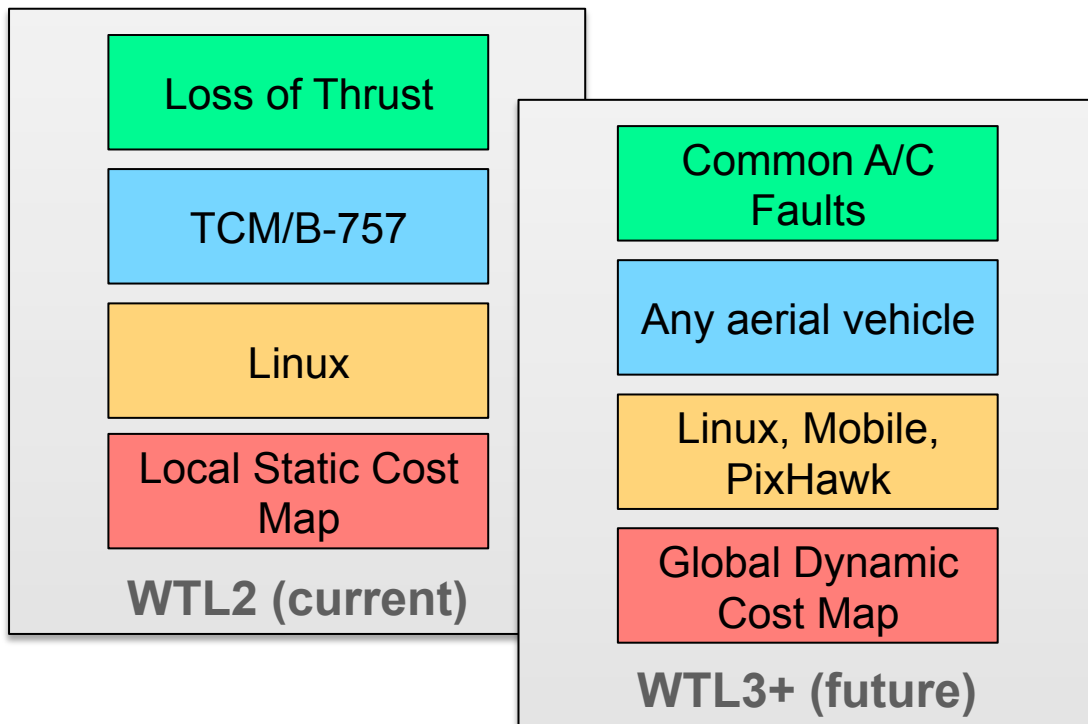 Loss of Thrust
TCM/B-757
Linux
Local Static Cost
Map
WTL2 (current)
Common A/C
Faults
Any aerial vehicle
Linux, Mobile,
PixHawk
Global Dynamic
Cost Map
WTL3+ (future)